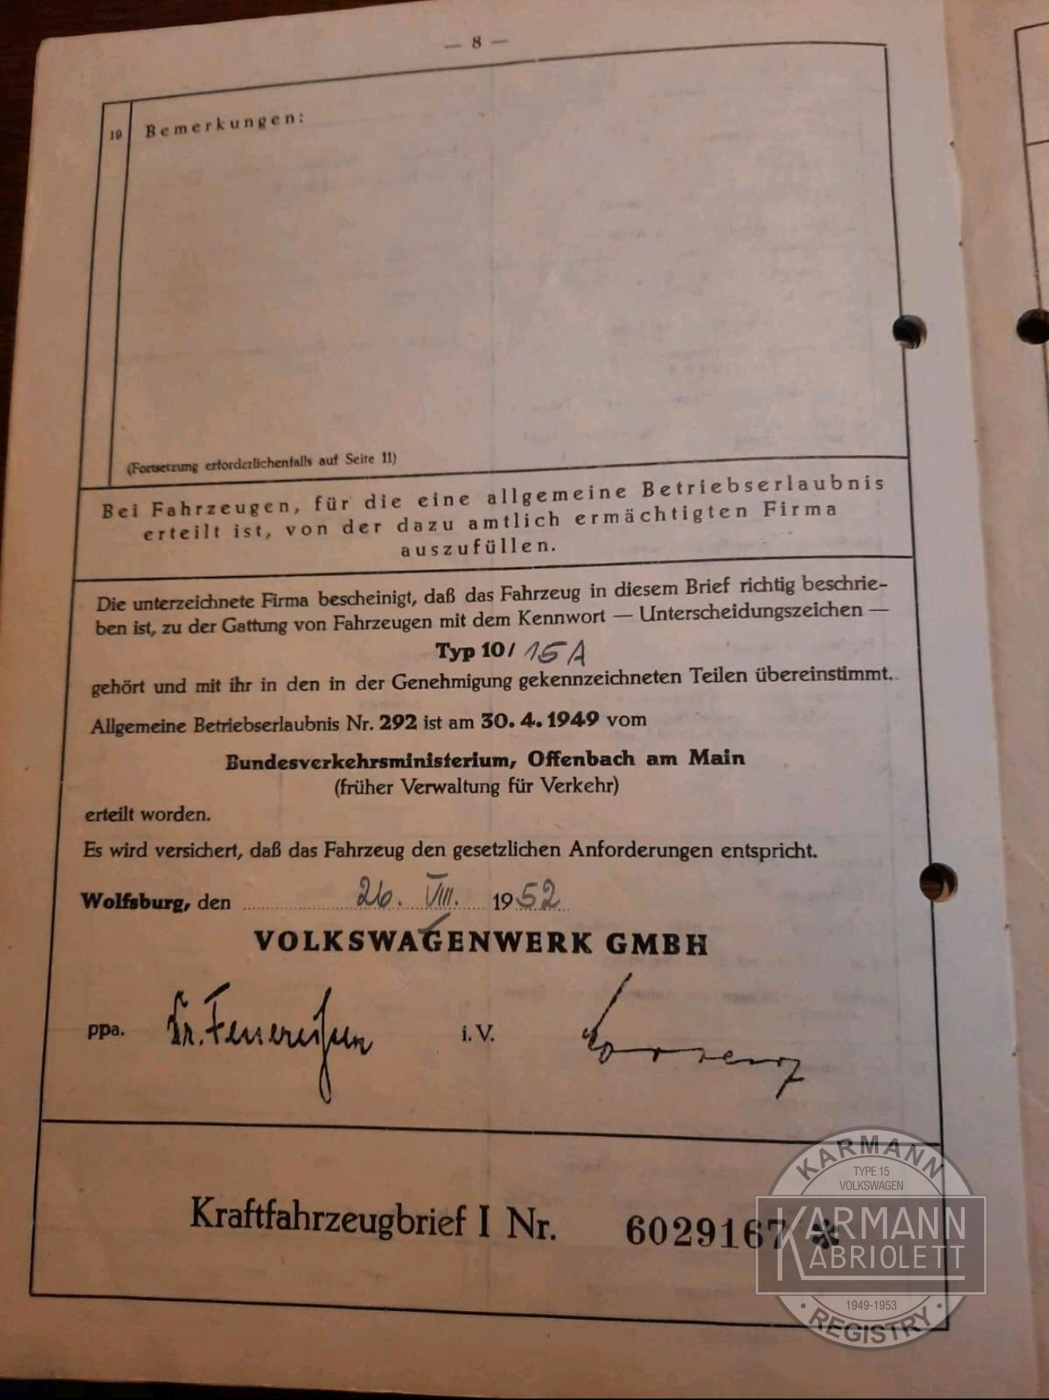 — 8 —
19 Bemerkungen:
(Fortsetzung erforderlichenfalls auf Seite 11)
Bei Fahrzeugen, für die eine allgemeine Betriebserlaubnis
erteilt ist, von der dazu amtlich ermächtigten Firma
auszufüllen.
Die unterzeichnete Firma bescheinigt, daß das Fahrzeug in diesem Brief richtig beschrie-
ben ist, zu der Gattung von Fahrzeugen mit dem Kennwort — Unterscheidungszeichen —
Typ 10/ 15A
gehört und mit ihr in den in der Genehmigung gekennzeichneten Teilen übereinstimmt.
Allgemeine Betriebserlaubnis Nr. 292 ist am 30. 4. 1949 vom
Bundesverkehrsministerium, Offenbach am Main
(früher Verwaltung für Verkehr)
erteilt worden.
Es wird versichert, daß das Fahrzeug den gesetzlichen Anforderungen entspricht.
Wolfsburg, den 26. VIII. 1952
VOLKSWAGENWERK GMBH
ppa. Dr. Feuereisen i. V.
Kraftfahrzeugbrief I Nr. 6029167 *
KARMANN
TYPE 15
VOLKSWAGEN
KARMANN
KABRIOLETT
1949-1953
REGISTRY